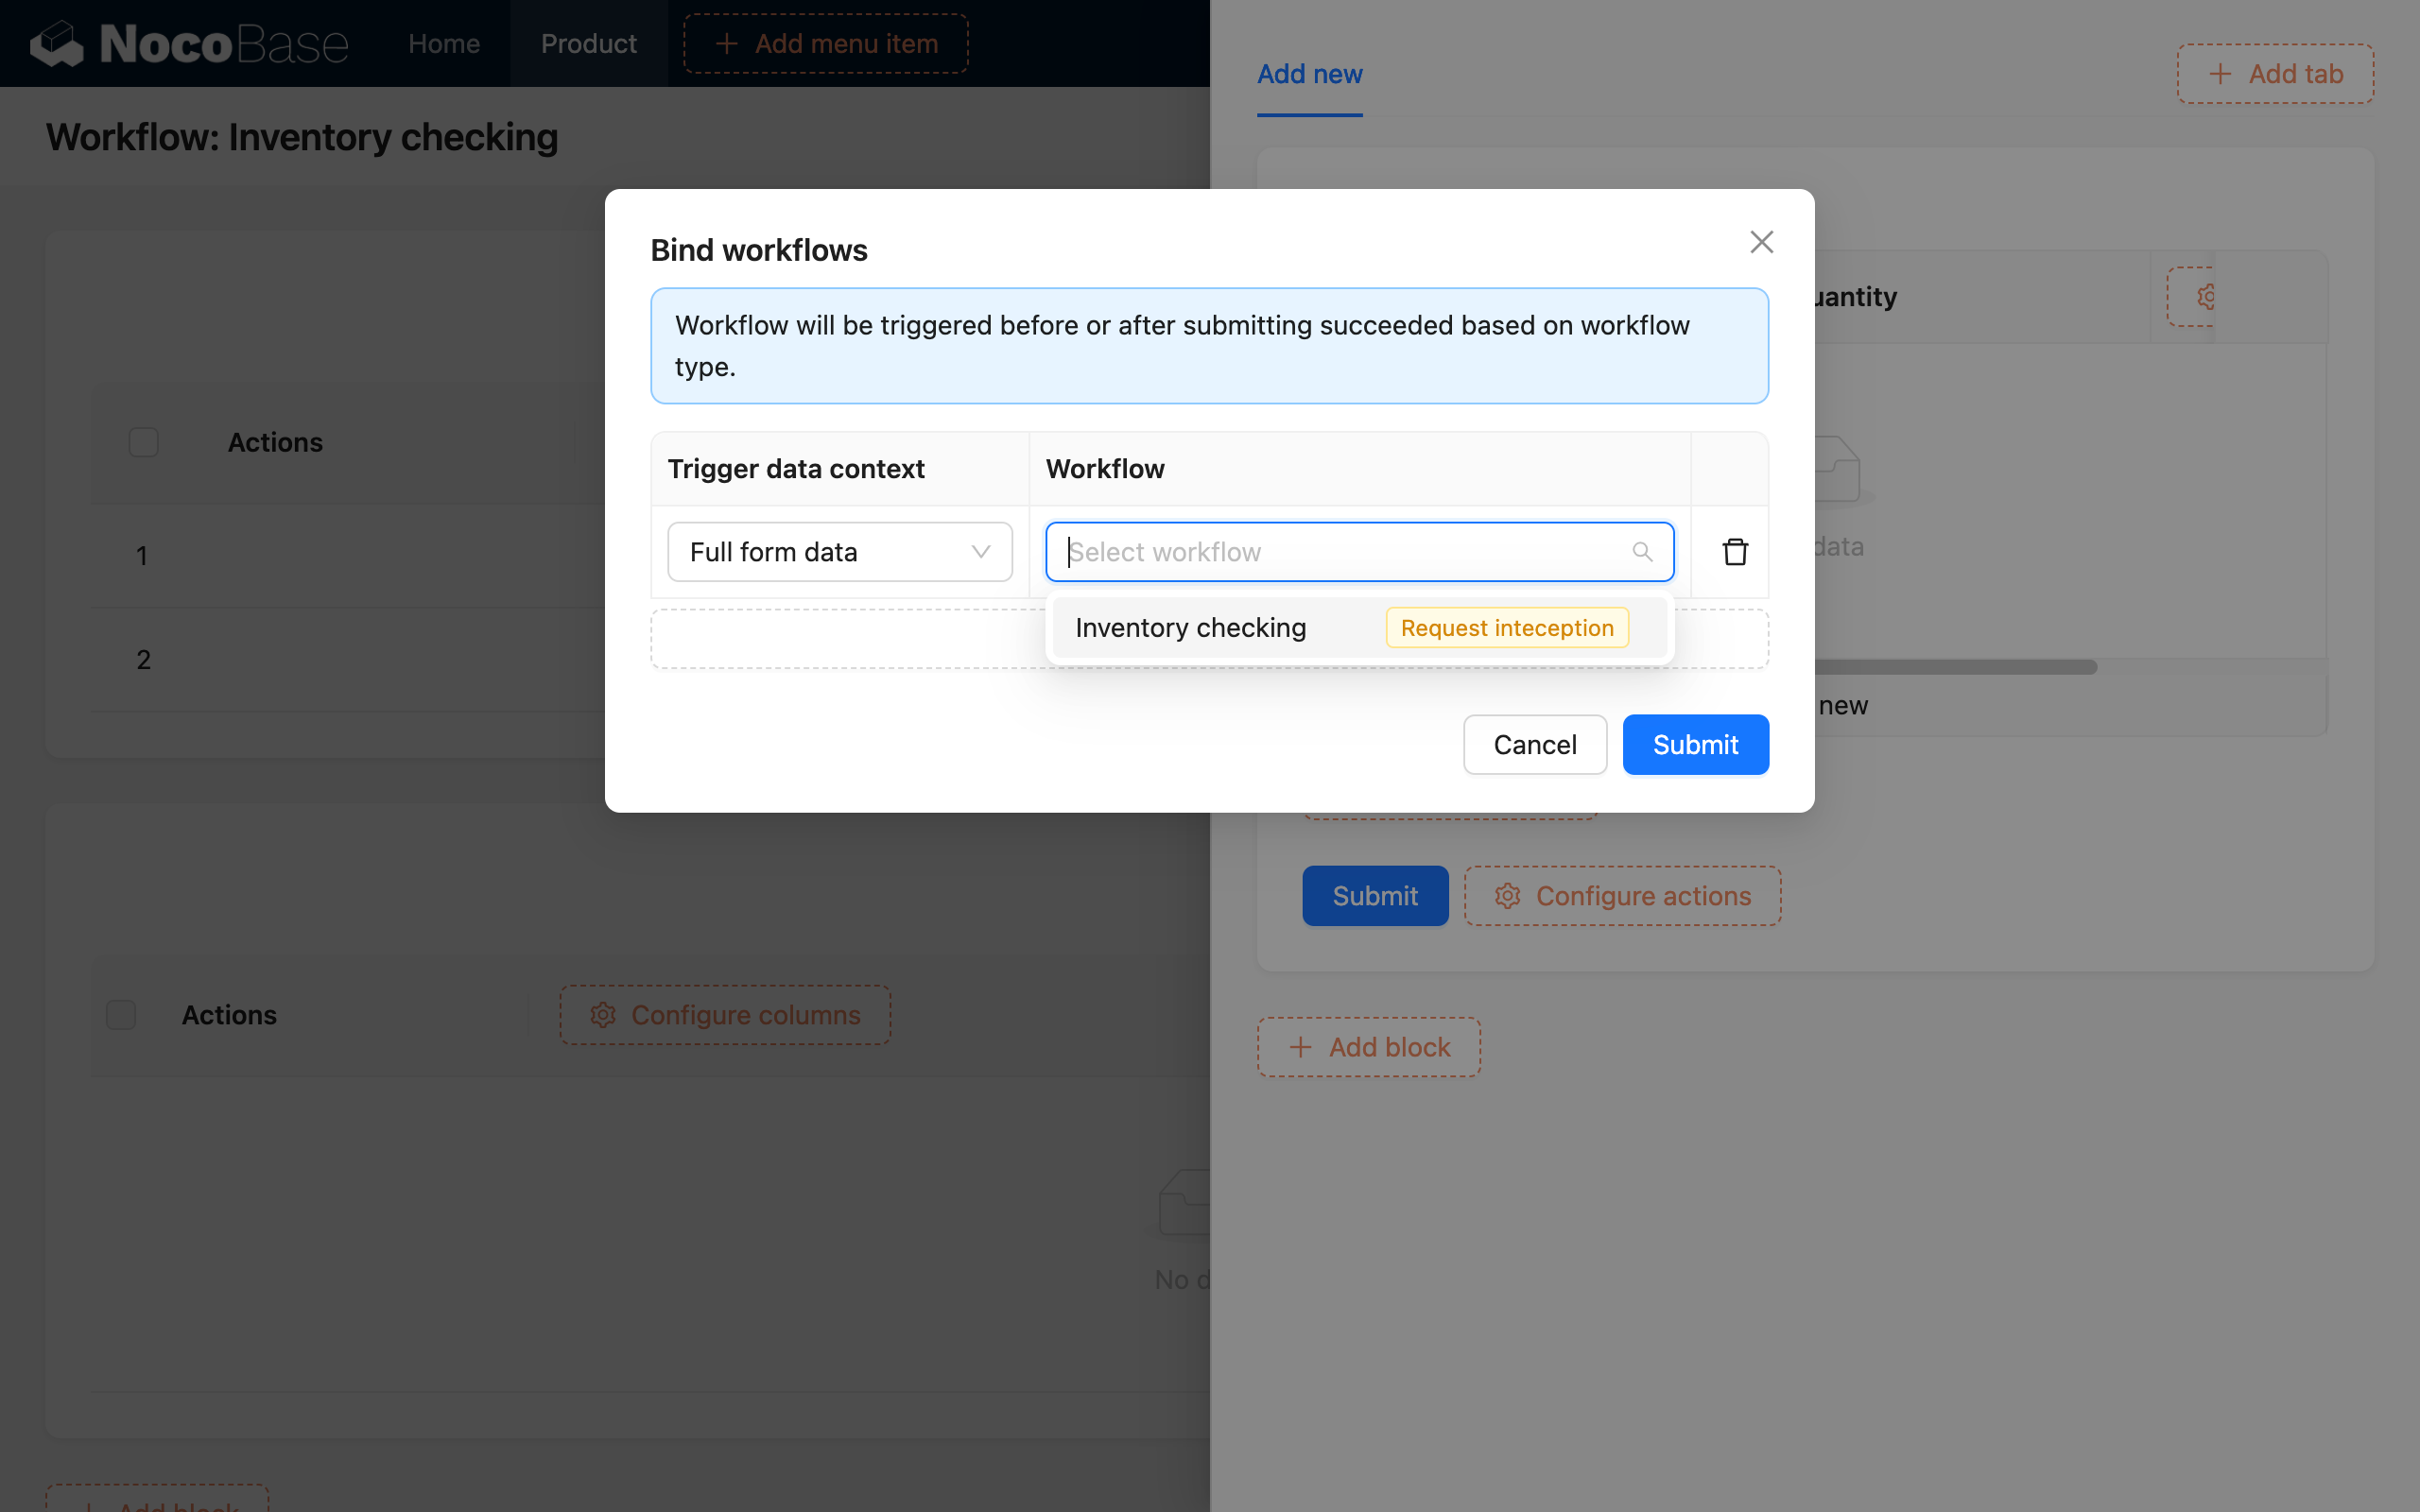 NocoBase
Home
Product
Add menu item
Workflow: Inventory checking
Actions
1
2
Actions
Configure columns
No d
Add block
Add new
Add tab
uantity
data
new
Submit
Configure actions
Add block
Bind workflows
Workflow will be triggered before or after submitting succeeded based on workflow
type.
Trigger data context
Workflow
Full form data
Select workflow
Inventory checking
Request inteception
Cancel
Submit